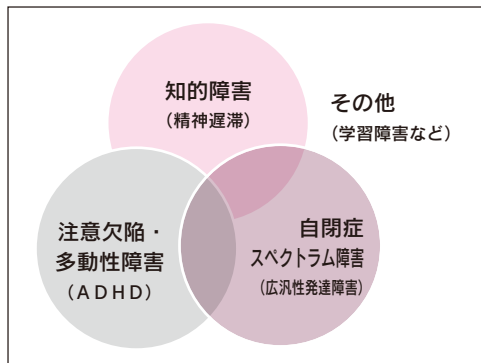 知的障害
（精神遅滞）
その他
（学習障害など）
注意欠陥・
多動性障害
（ＡＤＨＤ）
自閉症
スペクトラム障害
（広汎性発達障害）